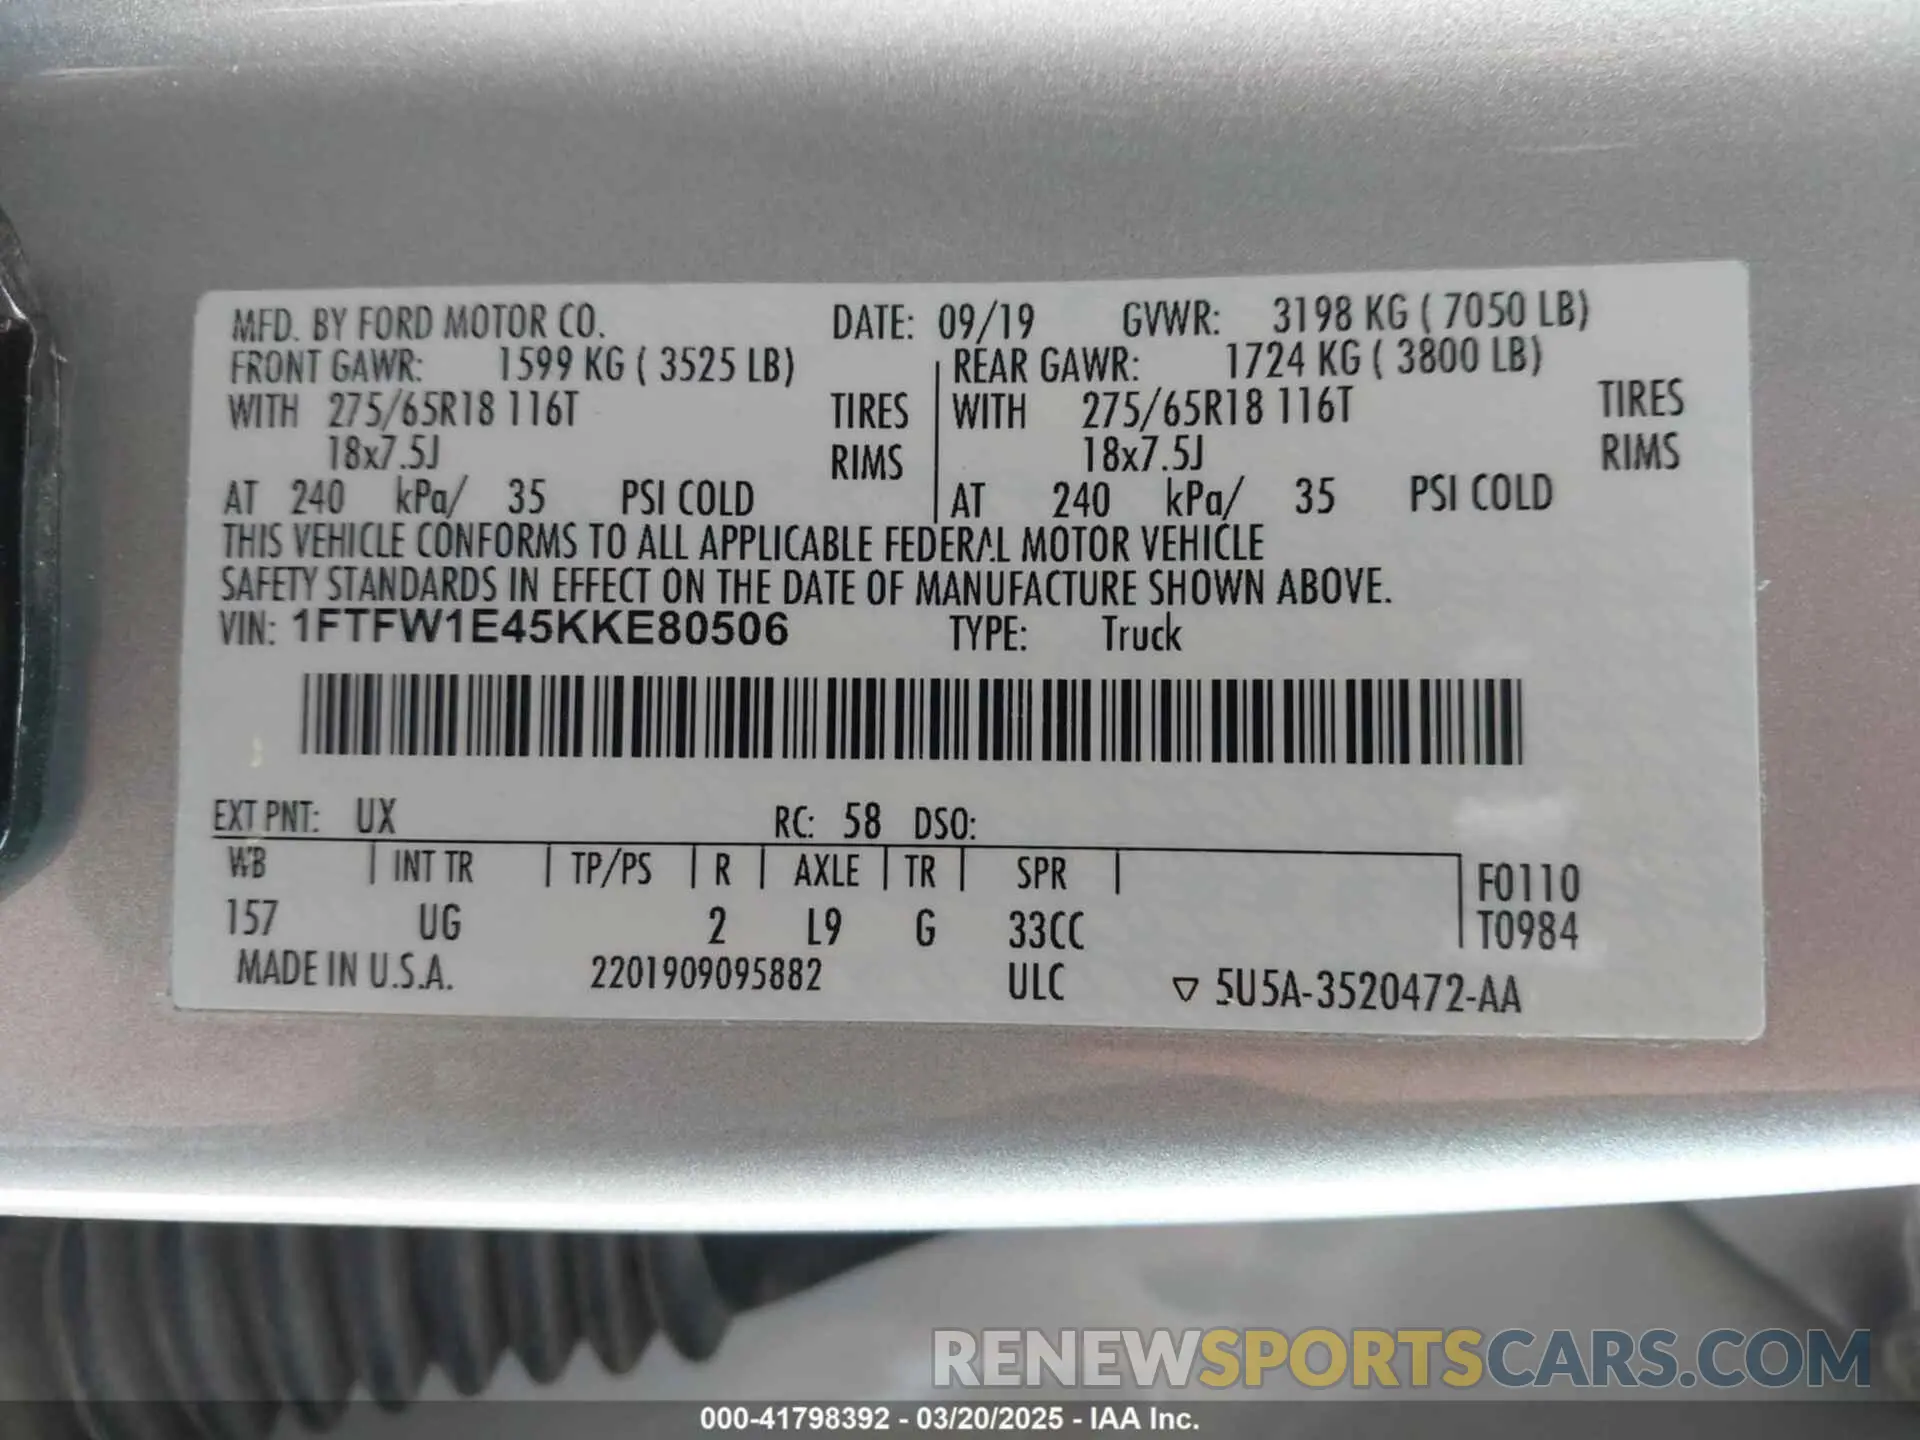 MFD. BY FORD MOTOR CO. DATE: 09/19 GVWR: 3198 KG ( 7050 LB)
FRONT GAWR: 1599 KG ( 3525 LB) REAR GAWR: 1724 KG ( 3800 LB)
WITH 275/65R18 116T TIRES WITH 275/65R18 116T TIRES
18x7.5J RIMS 18x7.5J RIMS
AT 240 kPa/ 35 PSI COLD AT 240 kPa/ 35 PSI COLD
THIS VEHICLE CONFORMS TO ALL APPLICABLE FEDERAL MOTOR VEHICLE
SAFETY STANDARDS IN EFFECT ON THE DATE OF MANUFACTURE SHOWN ABOVE.
VIN: 1FTFW1E45KKE80506 TYPE: Truck
EXT PNT: UX RC: 58 DSO:
WB INT TR TP/PS R AXLE TR SPR F0110
157 UG 2 L9 G 33CC T0984
MADE IN U.S.A. 2201909095882 ULC ▽ 5U5A-3520472-AA
RENEWSPORTSCARS.COM
000-41798392 - 03/20/2025 - IAA Inc.